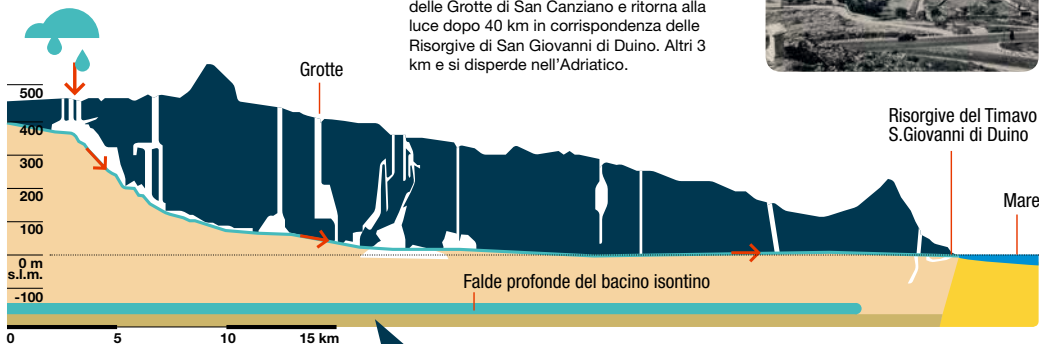 delle Grotte di San Canziano e ritorna alla
luce dopo 40 km in corrispondenza delle
Risorgive di San Giovanni di Duino. Altri 3
km e si disperde nell'Adriatico.
Grotte
Risorgive del Timavo
S.Giovanni di Duino
Mare
500
400
300
200
100
0 m
s.l.m.
-100
Falde profonde del bacino isontino
0 5 10 15 km